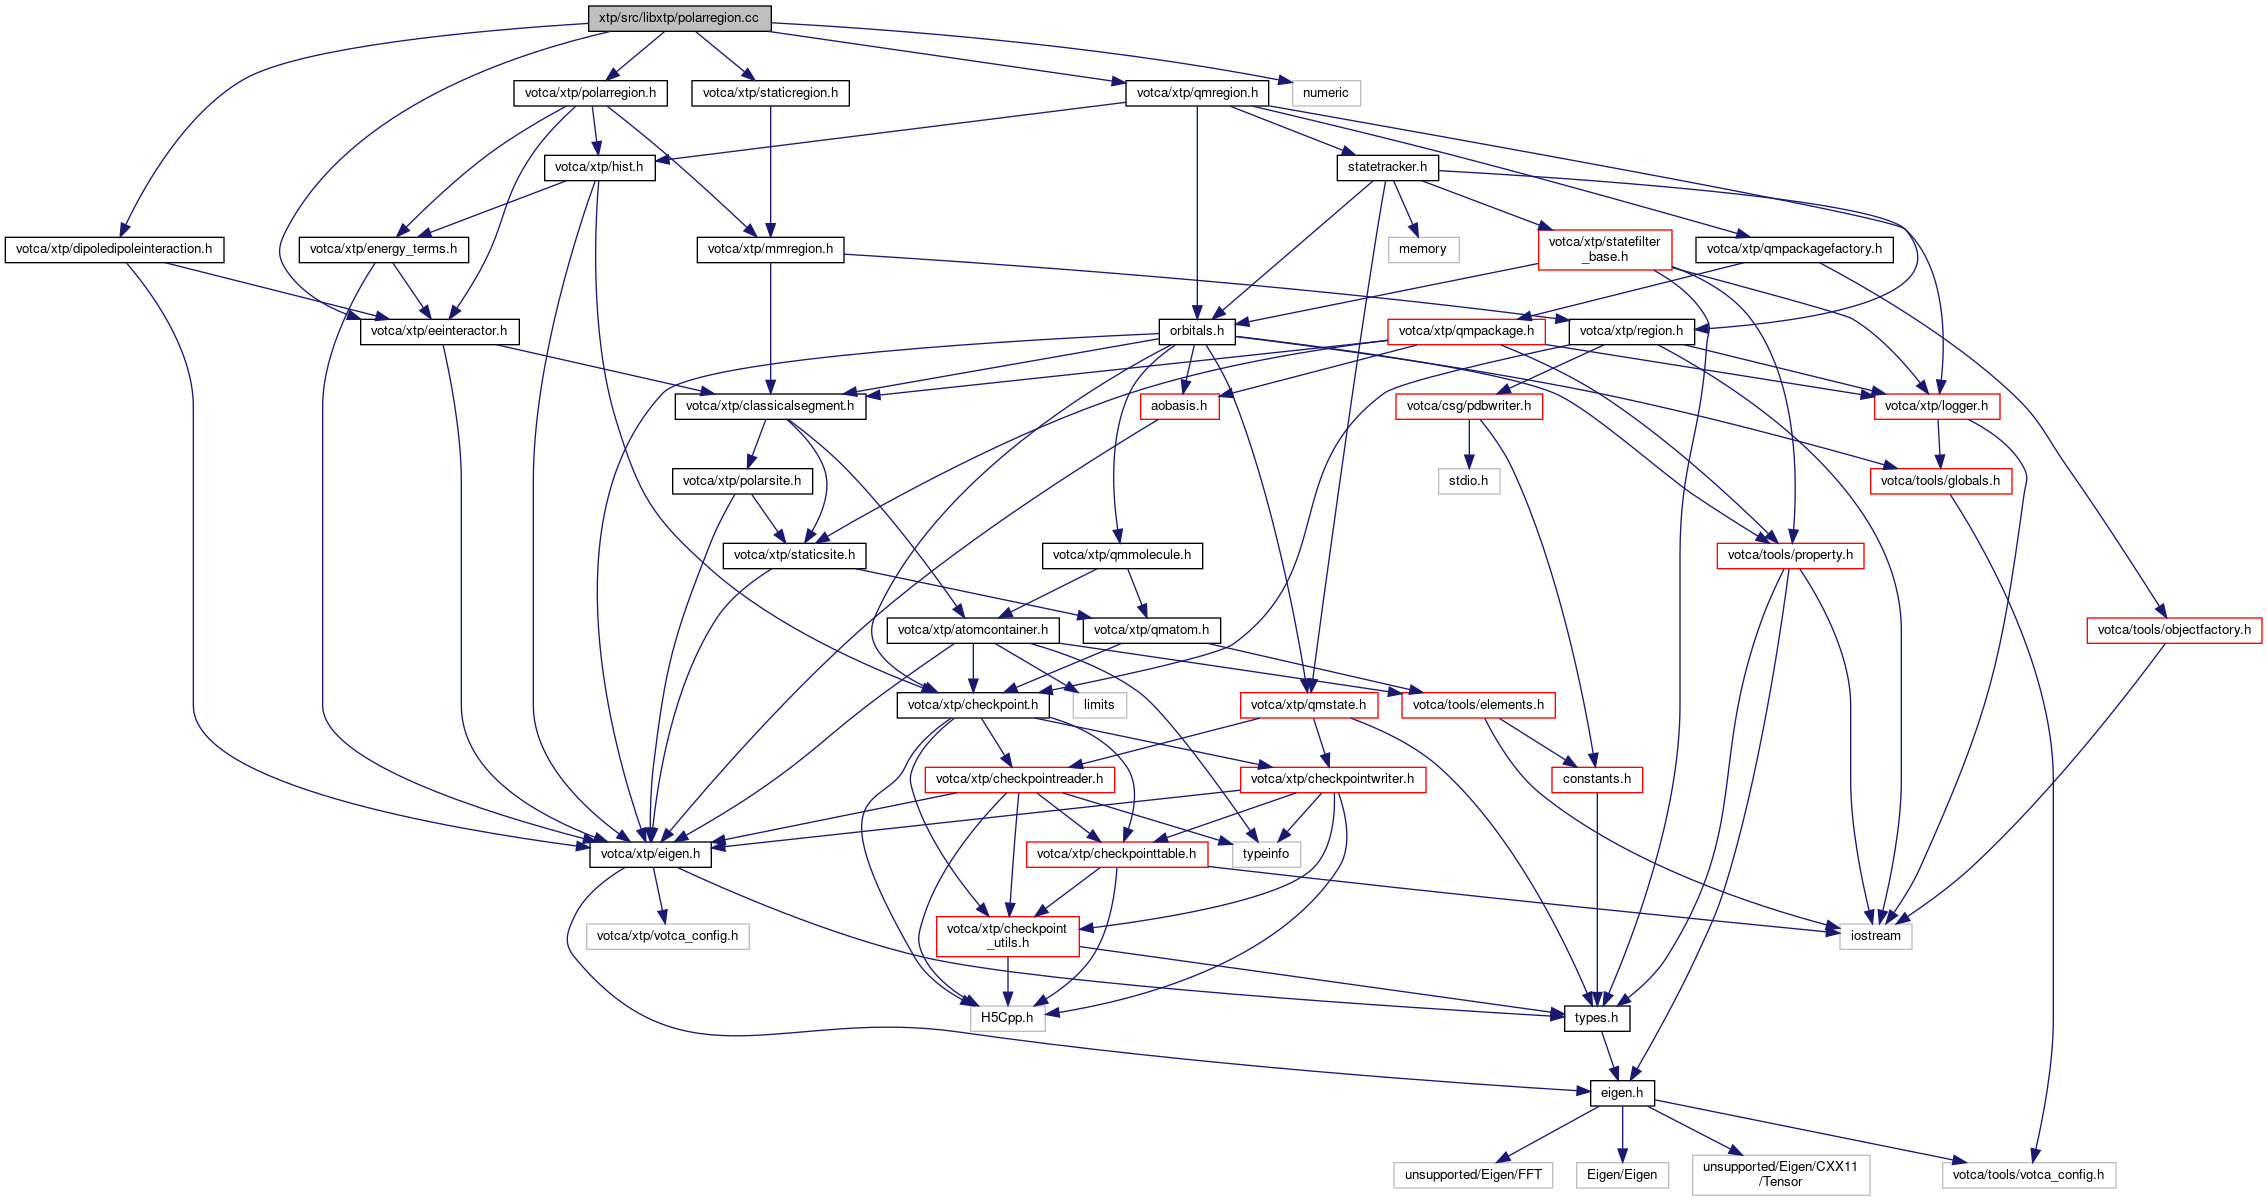 xtp/src/libxtp/polarregion.cc
votca/xtp/polarregion.h
votca/xtp/staticregion.h
votca/xtp/qmregion.h
numeric
votca/xtp/hist.h
statetracker.h
votca/xtp/dipoledipoleinteraction.h
votca/xtp/energy_terms.h
votca/xtp/mmregion.h
memory
votca/xtp/statefilter
_base.h
votca/xtp/qmpackagefactory.h
votca/xtp/eeinteractor.h
orbitals.h
votca/xtp/qmpackage.h
votca/xtp/region.h
votca/xtp/classicalsegment.h
aobasis.h
votca/csg/pdbwriter.h
votca/xtp/logger.h
votca/xtp/polarsite.h
stdio.h
votca/tools/globals.h
votca/xtp/staticsite.h
votca/xtp/qmmolecule.h
votca/tools/property.h
votca/xtp/atomcontainer.h
votca/xtp/qmatom.h
votca/tools/objectfactory.h
votca/xtp/checkpoint.h
limits
votca/xtp/qmstate.h
votca/tools/elements.h
votca/xtp/checkpointreader.h
votca/xtp/checkpointwriter.h
constants.h
votca/xtp/eigen.h
votca/xtp/checkpointtable.h
typeinfo
votca/xtp/votca_config.h
votca/xtp/checkpoint
_utils.h
iostream
H5Cpp.h
types.h
eigen.h
unsupported/Eigen/FFT
Eigen/Eigen
unsupported/Eigen/CXX11
/Tensor
votca/tools/votca_config.h